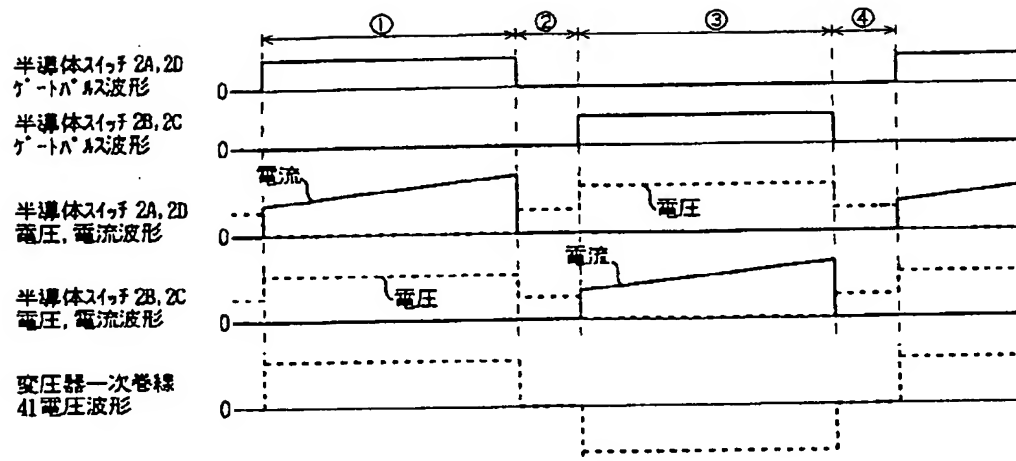 ① ② ③ ④
半導体スイッチ 2A,2D
ゲートパルス波形
0
半導体スイッチ 2B,2C
ゲートパルス波形
0
電流
半導体スイッチ 2A,2D
電圧,電流波形
0
電圧
電流
半導体スイッチ 2B,2C
電圧,電流波形
0
電圧
変圧器一次巻線
41電圧波形
0